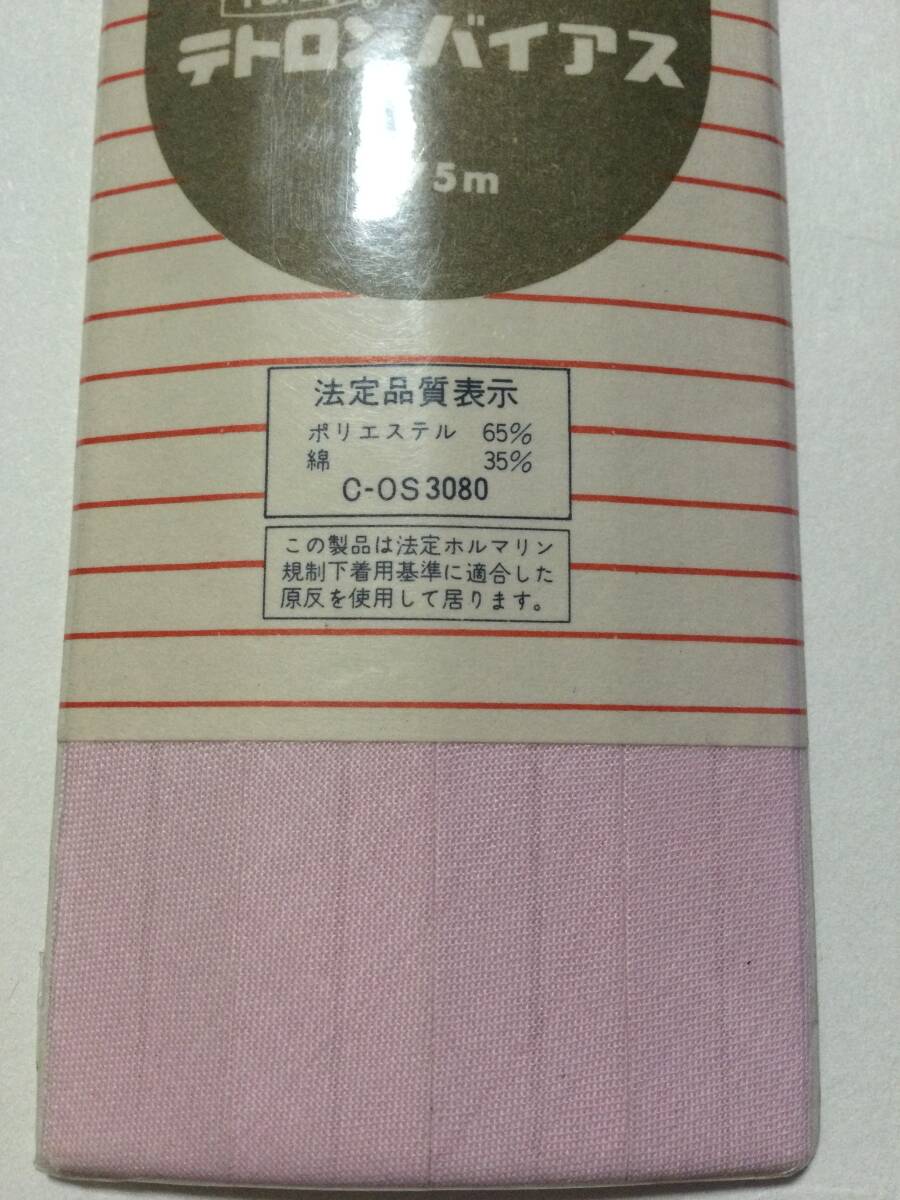 テトロンバイアス
5m
法定品質表示
ポリエステル 65%
綿 35%
C-OS3080
この製品は法定ホルマリン
規制下着用基準に適合した
原反を使用して居ります。